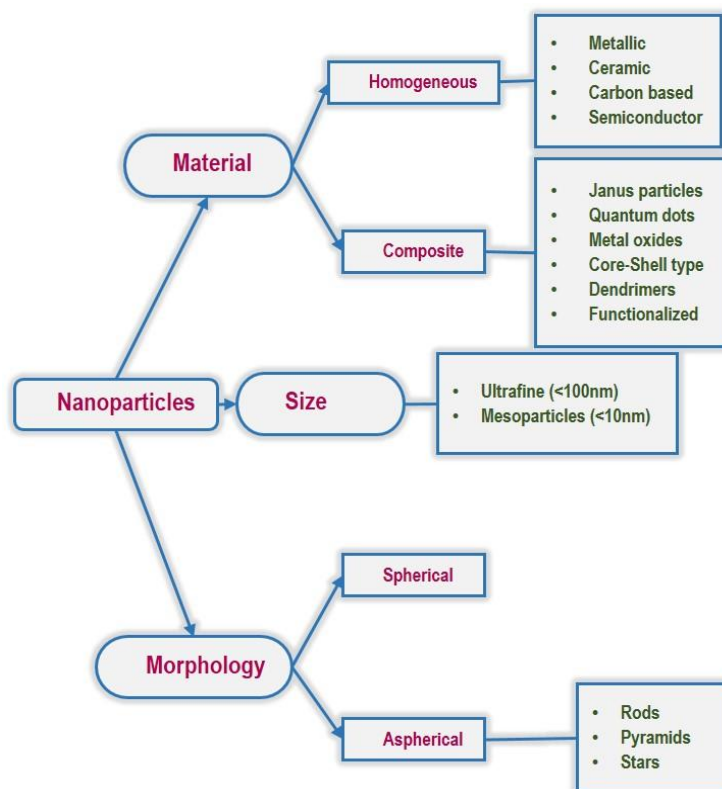 Nanoparticles
Material
Homogeneous
• Metallic
• Ceramic
• Carbon based
• Semiconductor
Composite
• Janus particles
• Quantum dots
• Metal oxides
• Core-Shell type
• Dendrimers
• Functionalized
Size
• Ultrafine (<100nm)
• Mesoparticles (<10nm)
Morphology
Spherical
Aspherical
• Rods
• Pyramids
• Stars